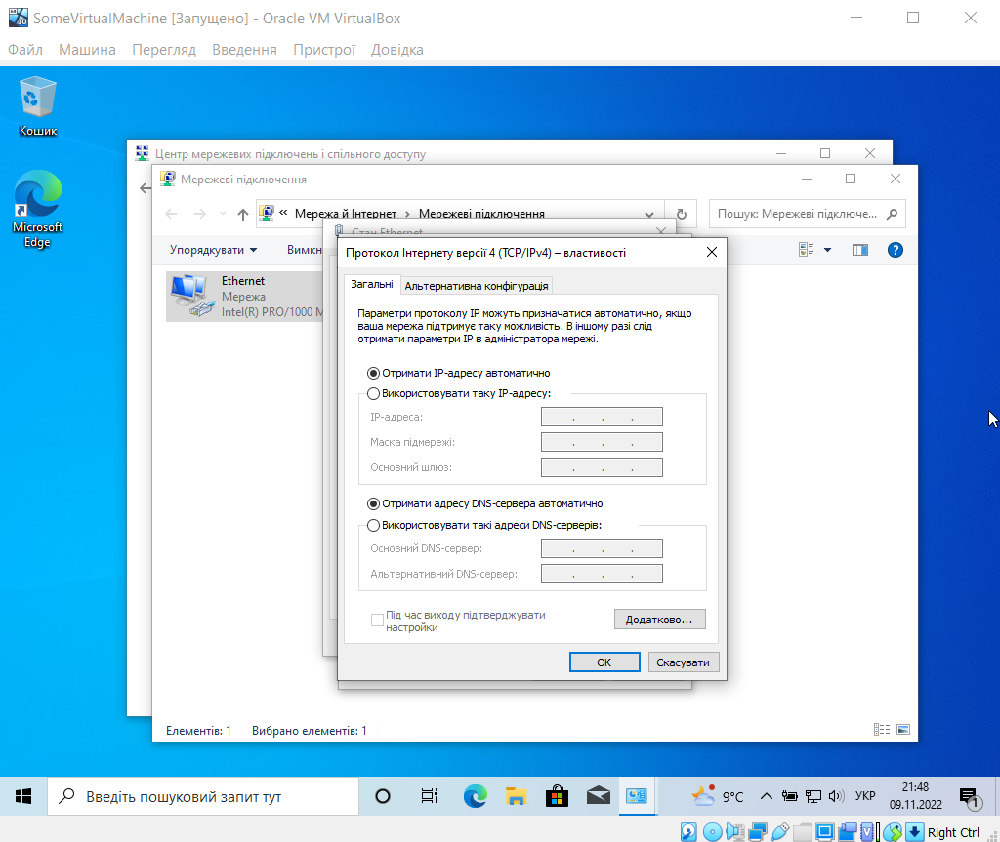 SomeVirtualMachine [Запущено] - Oracle VM VirtualBox
Файл Машина Перегляд Введення Пристрої Довідка
Кошик
Microsoft
Edge
Центр мережевих підключень і спільного доступу
Мережеві підключення
« Мережа й Інтернет › Мережеві підключення
Пошук: Мережеві підключе...
Стан Ethernet
Упорядкувати
Ethernet
Мережа
Intel(R) PRO/1000
Протокол Інтернету версії 4 (TCP/IPv4) – властивості
Загальні Альтернативна конфігурація
Параметри протоколу IP можуть призначатися автоматично, якщо
ваша мережа підтримує таку можливість. В іншому разі слід
отримати параметри IP в адміністратора мережі.
Отримати IP-адресу автоматично
Використовувати таку IP-адресу:
IP-адреса:
Маска підмережі:
Основний шлюз:
Отримати адресу DNS-сервера автоматично
Використовувати такі адреси DNS-серверів:
Основний DNS-сервер:
Альтернативний DNS-сервер:
Під час виходу підтверджувати
настройки
Додатково...
ОК Скасувати
Елементів: 1 Вибрано елементів: 1
Введіть пошуковий запит тут
9°C
УКР
21:48
09.11.2022
1
Right Ctrl